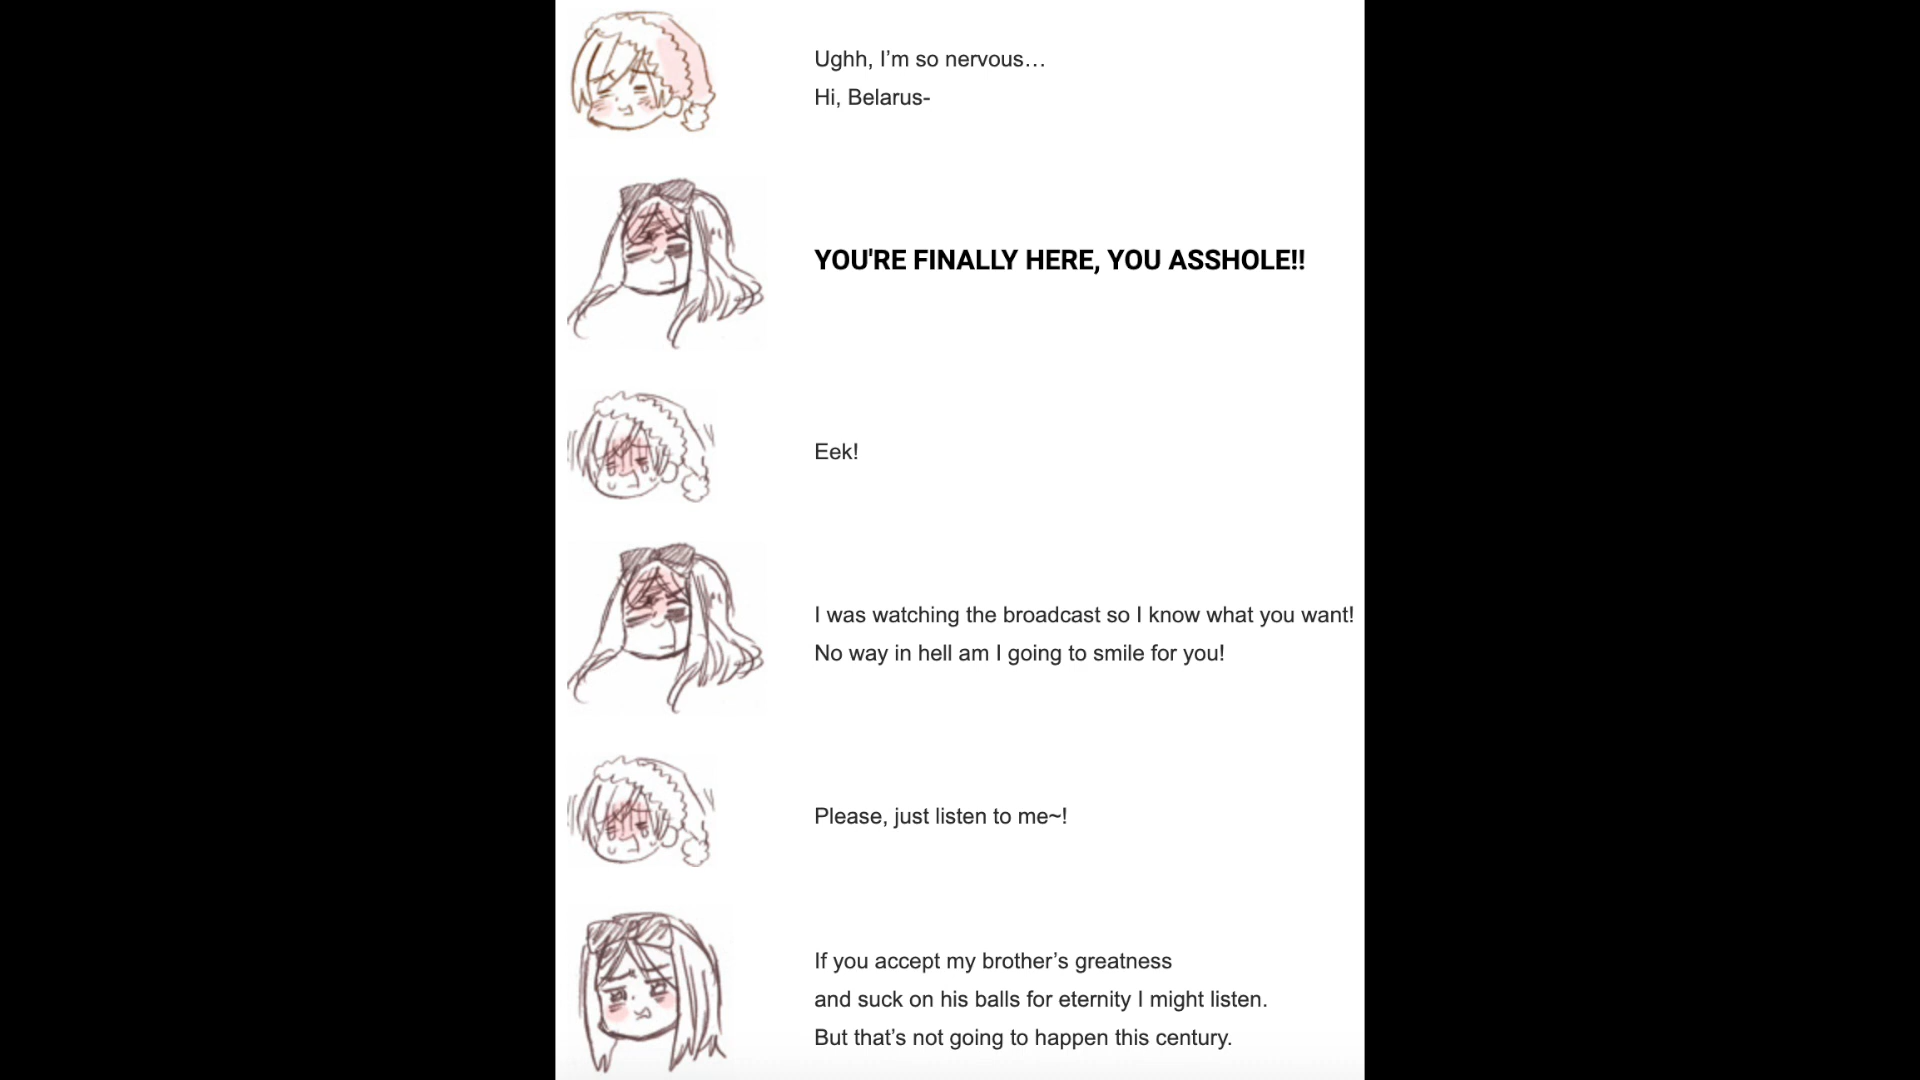 Ughh, I’m so nervous…
Hi, Belarus-
YOU'RE FINALLY HERE, YOU ASSHOLE!!
Eek!
I was watching the broadcast so I know what you want!
No way in hell am I going to smile for you!
Please, just listen to me~!
If you accept my brother’s greatness
and suck on his balls for eternity I might listen.
But that’s not going to happen this century.